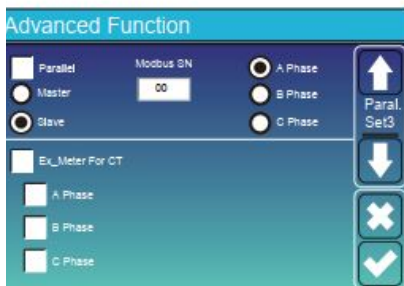 Advanced Function
Parallel
Modbus SN
A Phase
Master
00
B Phase
Slave
C Phase
Paral.
Set3
Ex_Meter For CT
A Phase
B Phase
C Phase